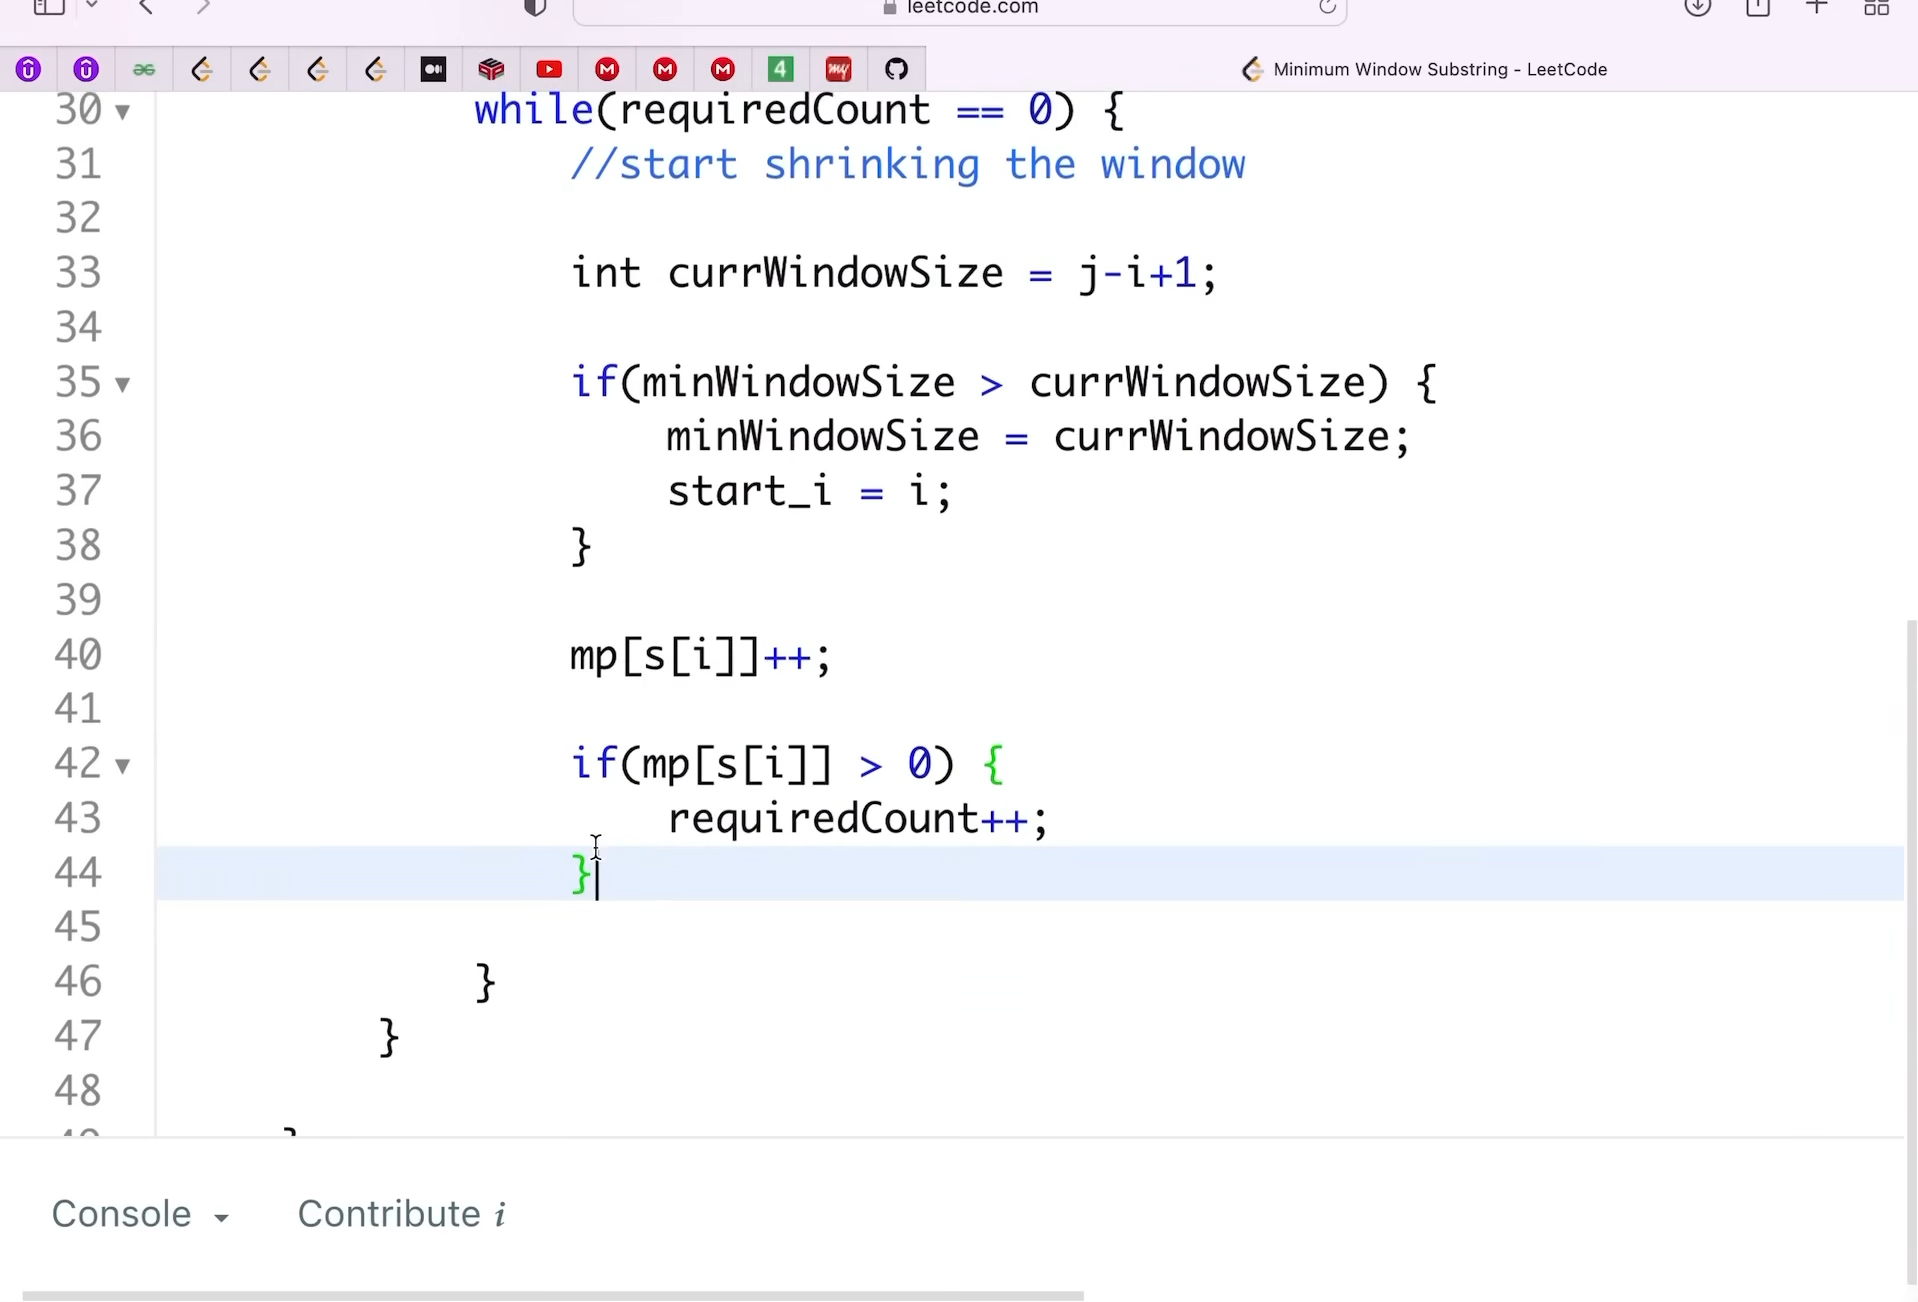 leetcode.com
4
my
Minimum Window Substring - LeetCode
30 while(requiredCount == 0) {
31 //start shrinking the window
32
33 int currWindowSize = j-i+1;
34
35 if(minWindowSize > currWindowSize) {
36 minWindowSize = currWindowSize;
37 start_i = i;
38 }
39
40 mp[s[i]]++;
41
42 if(mp[s[i]] > 0) {
43 requiredCount++;
44 }
45
46 }
47 }
48
Console
Contribute i